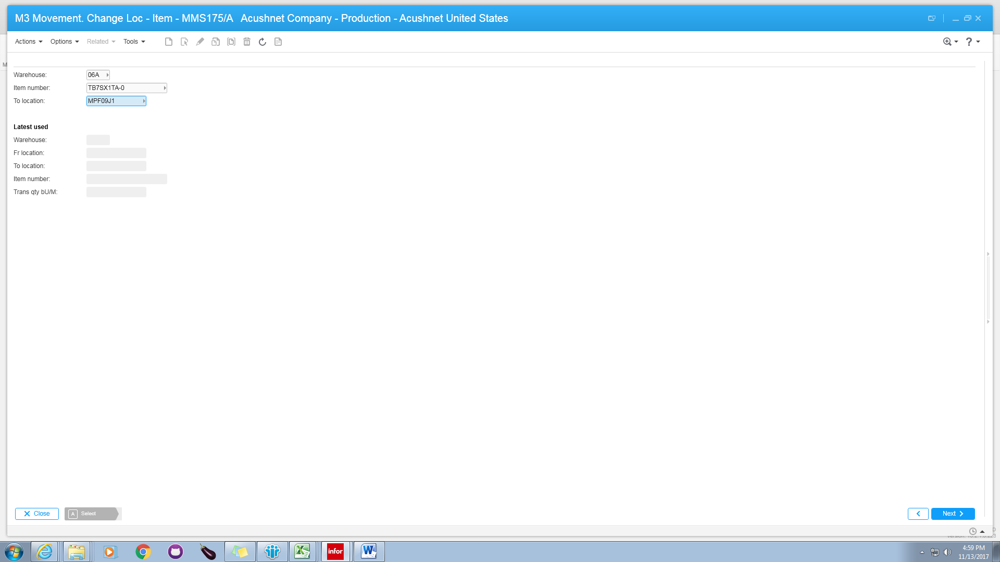 M3 Movement. Change Loc - Item - MMS175/A   Acushnet Company - Production - Acushnet United States
Actions Options Related Tools ?
M
Warehouse: 06A
Item number: TB7SX1TA-0
To location: MPF09J1
Latest used
Warehouse:
Fr location:
To location:
Item number:
Trans qty bU/M:
Close A Select Next
infor
4:59 PM
11/13/2017